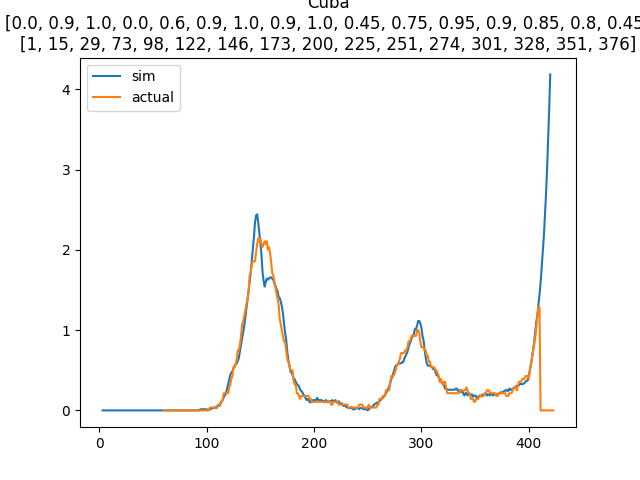 Cuba
[0.0, 0.9, 1.0, 0.0, 0.6, 0.9, 1.0, 0.9, 1.0, 0.45, 0.75, 0.95, 0.9, 0.85, 0.8, 0.45
[1, 15, 29, 73, 98, 122, 146, 173, 200, 225, 251, 274, 301, 328, 351, 376]
sim
actual
4
3
2
1
0
0 100 200 300 400